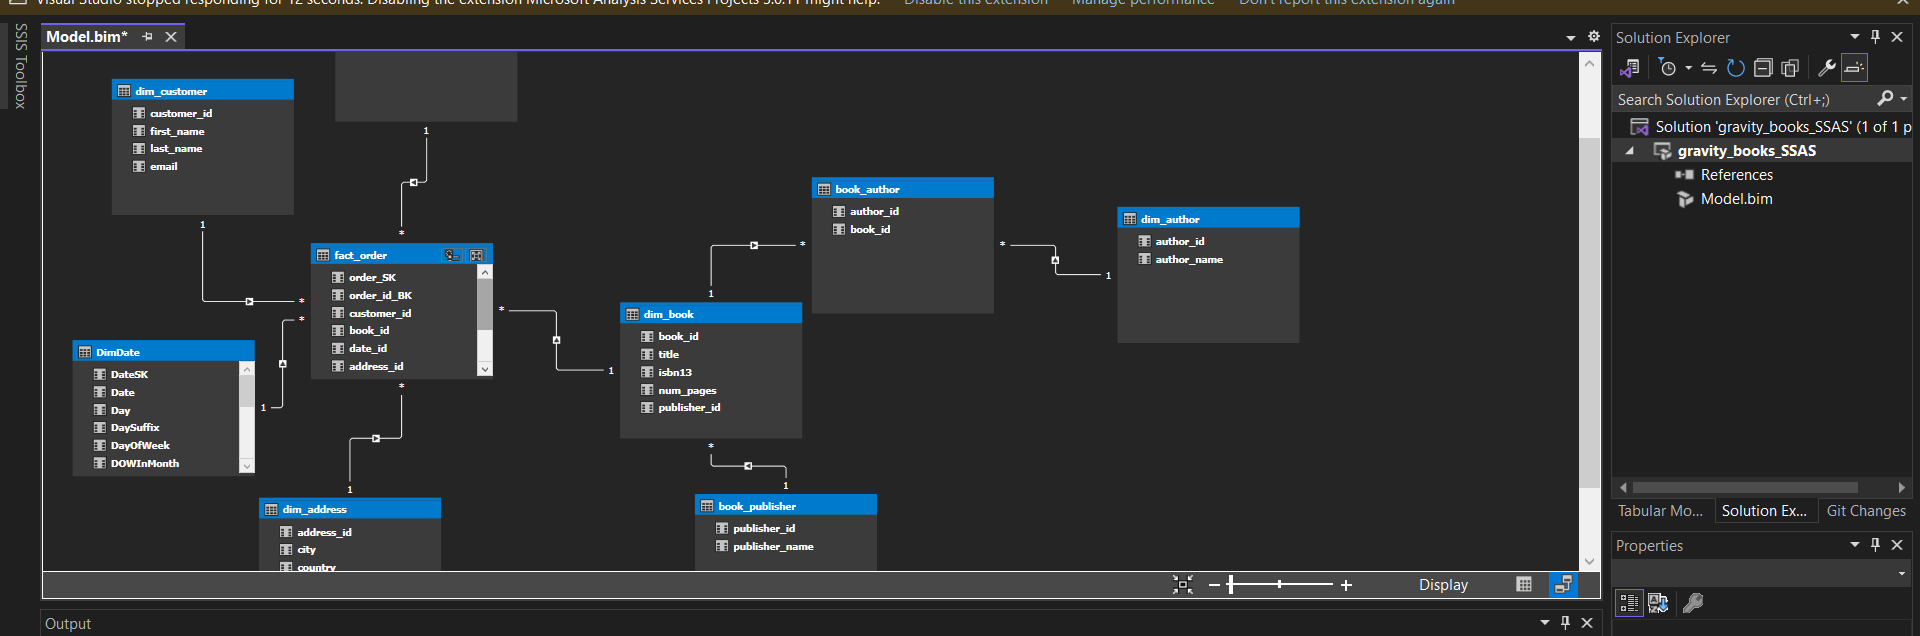 Visual Studio stopped responding for 12 seconds. Disabling the extension Microsoft Analysis Services Projects 3.0.11 might help. Disable this extension Manage performance Don't report this extension again
SSIS Toolbox
Model.bim*
dim_customer
customer_id
first_name
last_name
email
1
1
*
1
*
*
fact_order
order_SK
order_id_BK
customer_id
book_id
date_id
address_id
*
*
1
DimDate
DateSK
Date
Day
DaySuffix
DayOfWeek
DOWInMonth
1
1
dim_address
address_id
city
country
dim_book
book_id
title
isbn13
num_pages
publisher_id
1
*
*
1
book_publisher
publisher_id
publisher_name
book_author
author_id
book_id
*
1
dim_author
author_id
author_name
Display
Output
Solution Explorer
Search Solution Explorer (Ctrl+;)
Solution 'gravity_books_SSAS' (1 of 1 p
gravity_books_SSAS
References
Model.bim
Tabular Mo... Solution Ex... Git Changes
Properties